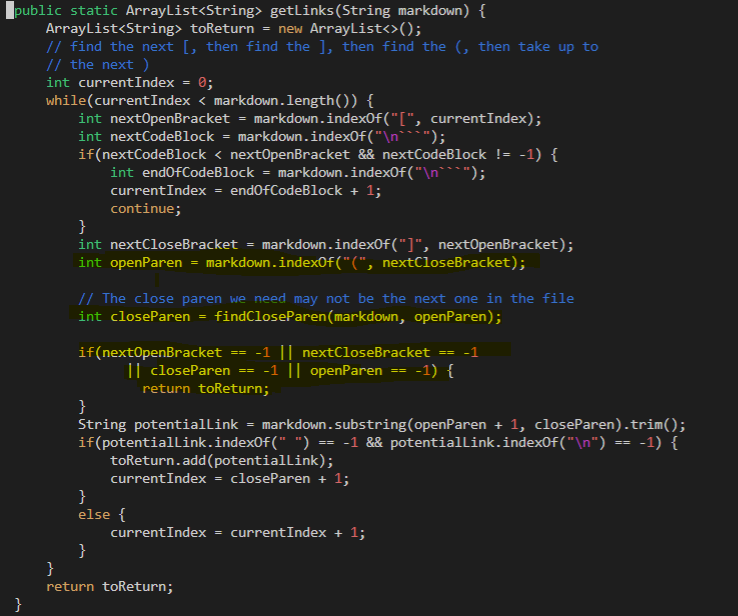 public static ArrayList<String> getLinks(String markdown) {
    ArrayList<String> toReturn = new ArrayList<>();
    // find the next [, then find the ], then find the (, then take up to
    // the next )
    int currentIndex = 0;
    while(currentIndex < markdown.length()) {
        int nextOpenBracket = markdown.indexOf("[", currentIndex);
        int nextCodeBlock = markdown.indexOf("\n```");
        if(nextCodeBlock < nextOpenBracket && nextCodeBlock != -1) {
            int endOfCodeBlock = markdown.indexOf("\n```");
            currentIndex = endOfCodeBlock + 1;
            continue;
        }
        int nextCloseBracket = markdown.indexOf("]", nextOpenBracket);
        int openParen = markdown.indexOf("(", nextCloseBracket);

        // The close paren we need may not be the next one in the file
        int closeParen = findCloseParen(markdown, openParen);

        if(nextOpenBracket == -1 || nextCloseBracket == -1
              || closeParen == -1 || openParen == -1) {
                return toReturn;
        }
        String potentialLink = markdown.substring(openParen + 1, closeParen).trim();
        if(potentialLink.indexOf(" ") == -1 && potentialLink.indexOf("\n") == -1) {
            toReturn.add(potentialLink);
            currentIndex = closeParen + 1;
        }
        else {
            currentIndex = currentIndex + 1;
        }
    }
    return toReturn;
}